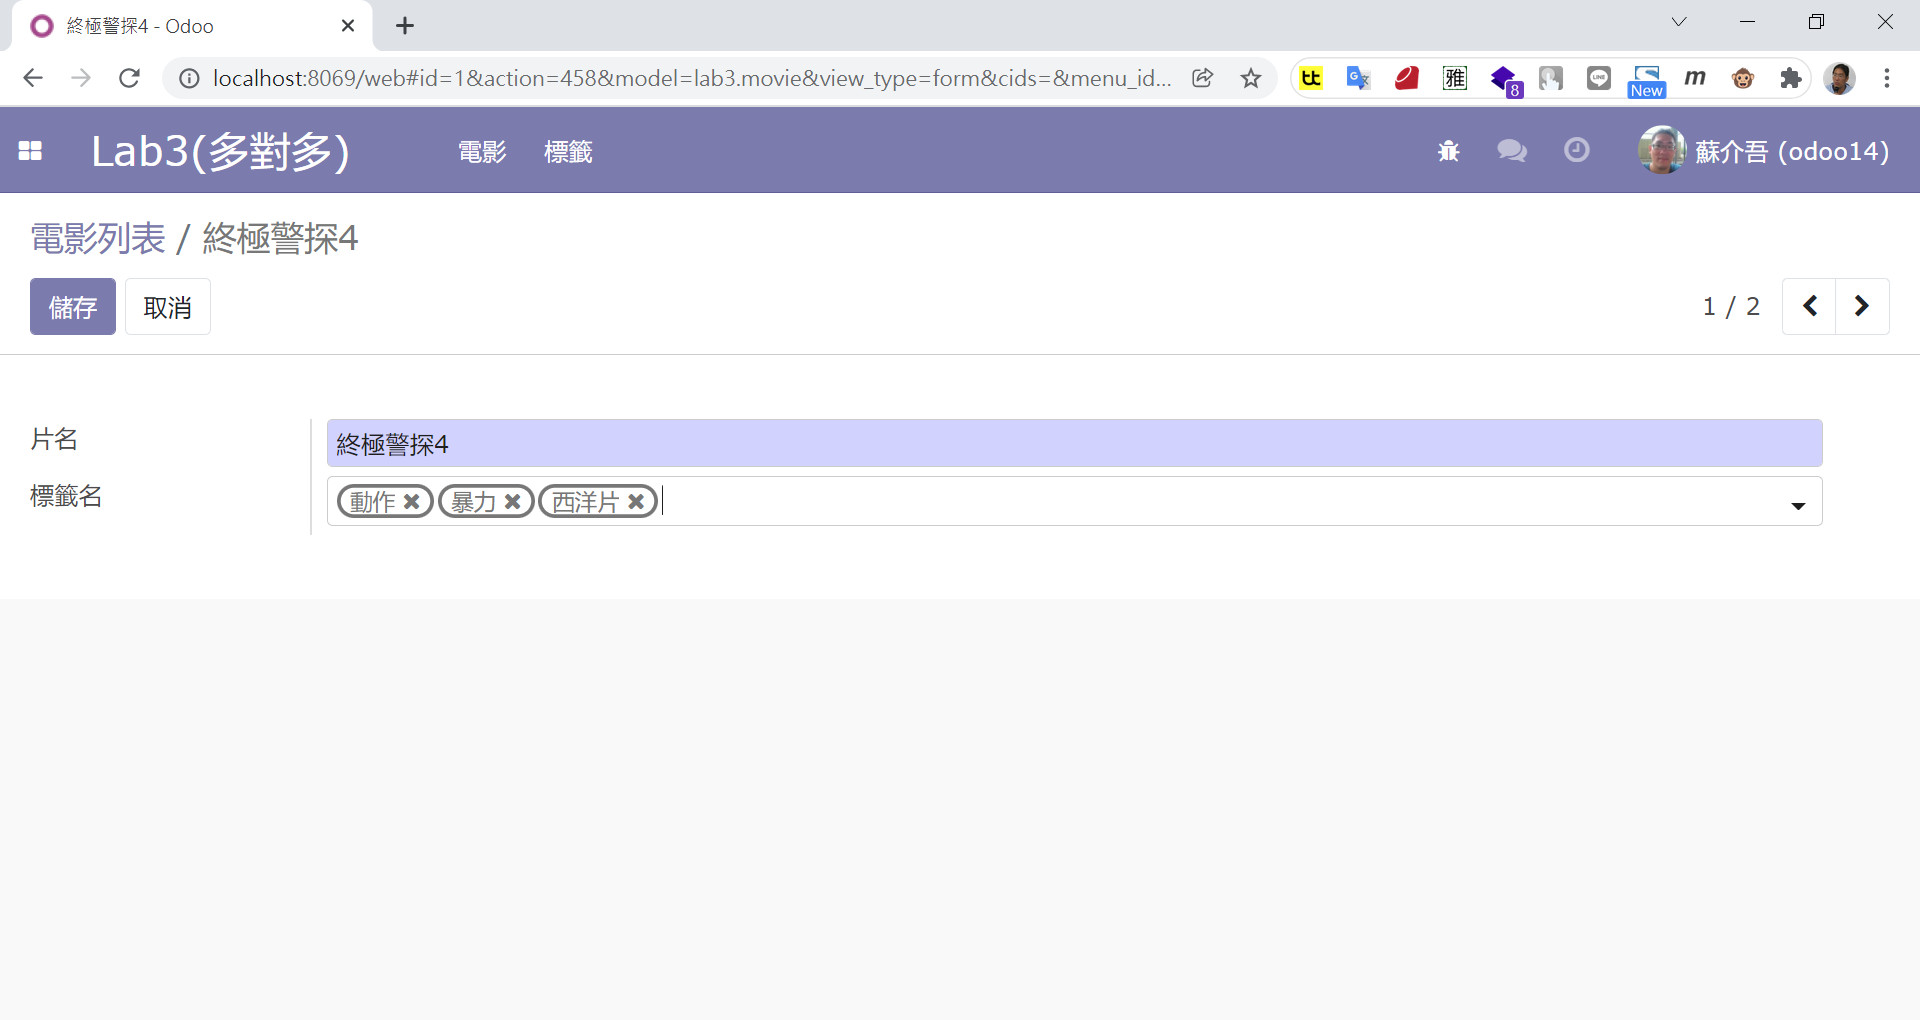 終極警探4 - Odoo
localhost:8069/web#id=1&action=458&model=lab3.movie&view_type=form&cids=&menu_id...
雅
8
LINE
New
m
Lab3(多對多) 電影 標籤 蘇介吾 (odoo14)
電影列表 / 終極警探4
儲存 取消 1 / 2
片名 終極警探4
標籤名 動作 暴力 西洋片